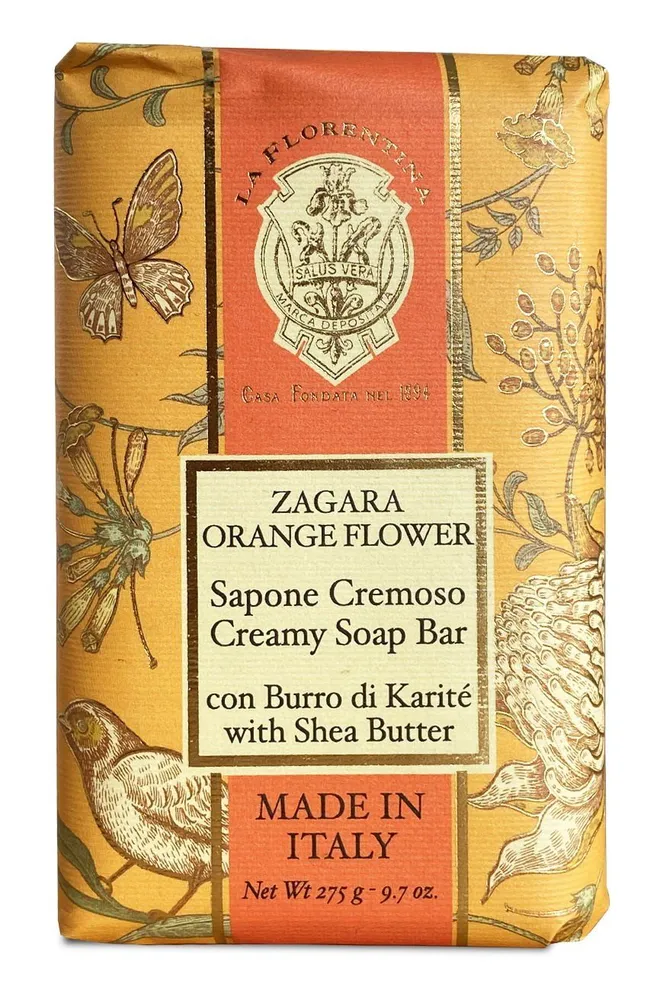 LA FLORENTINA
SALUS VERA
MARCA DEPOSITATA
CASA FONDATA NEL 1894
ZAGARA
ORANGE FLOWER
Sapone Cremoso
Creamy Soap Bar
con Burro di Karité
with Shea Butter
MADE IN
ITALY
Net Wt 275 g - 9.7 oz.